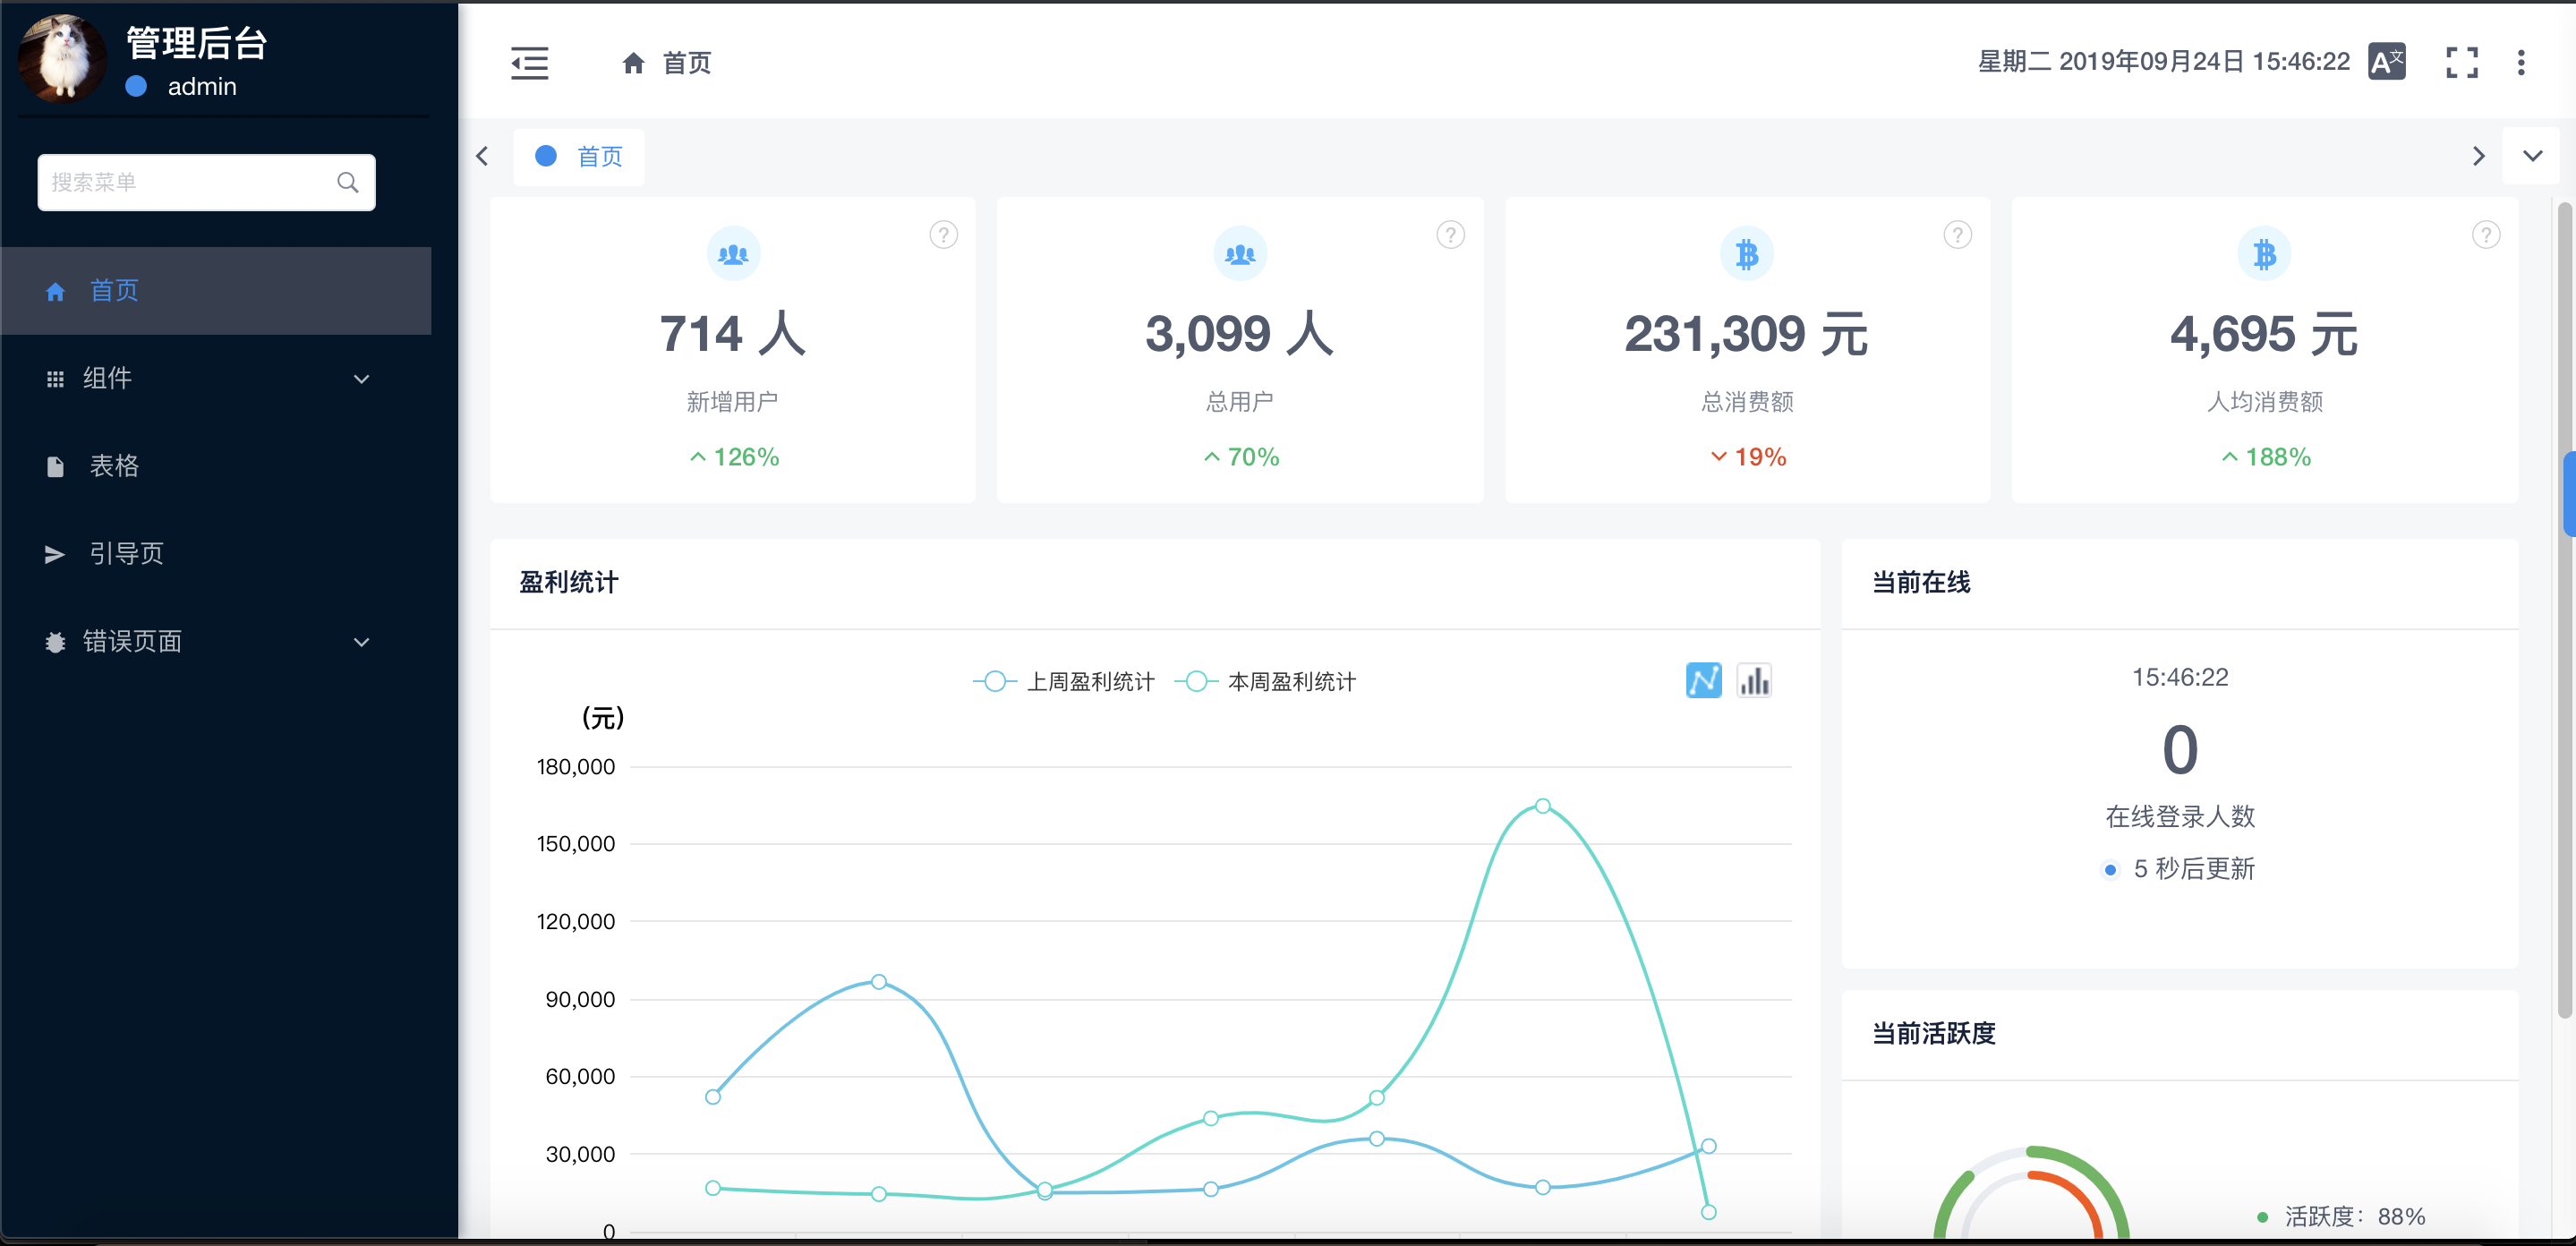 管理后台
admin
搜索菜单
首页
组件
表格
引导页
错误页面
首页
星期二 2019年09月24日 15:46:22
首页
714 人
新增用户
126%
3,099 人
总用户
70%
231,309 元
总消费额
19%
4,695 元
人均消费额
188%
盈利统计
上周盈利统计 本周盈利统计
(元)
180,000
150,000
120,000
90,000
60,000
30,000
0
当前在线
15:46:22
0
在线登录人数
5 秒后更新
当前活跃度
活跃度：88%